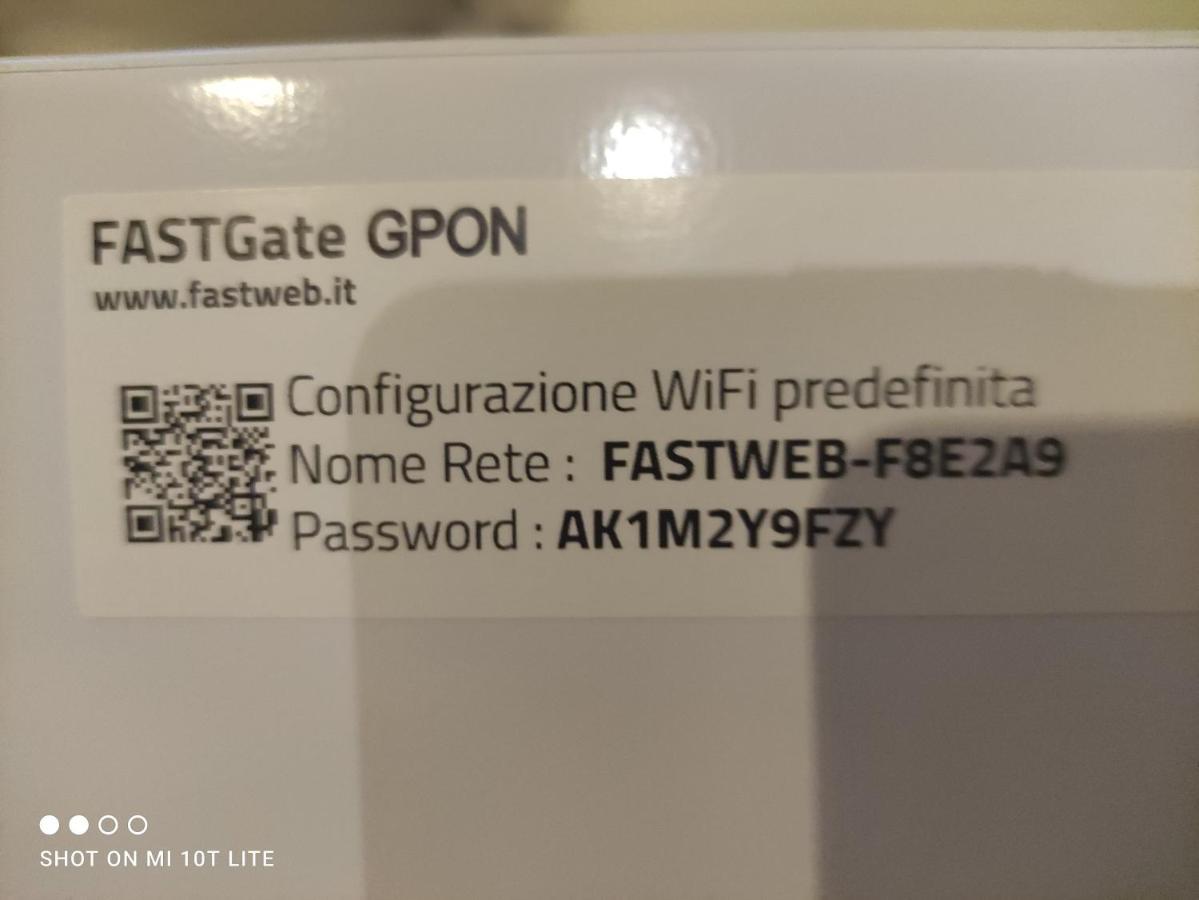 FASTGate GPON
www.fastweb.it
Configurazione WiFi predefinita
Nome Rete : FASTWEB-F8E2A9
Password : AK1M2Y9FZY
SHOT ON MI 10T LITE